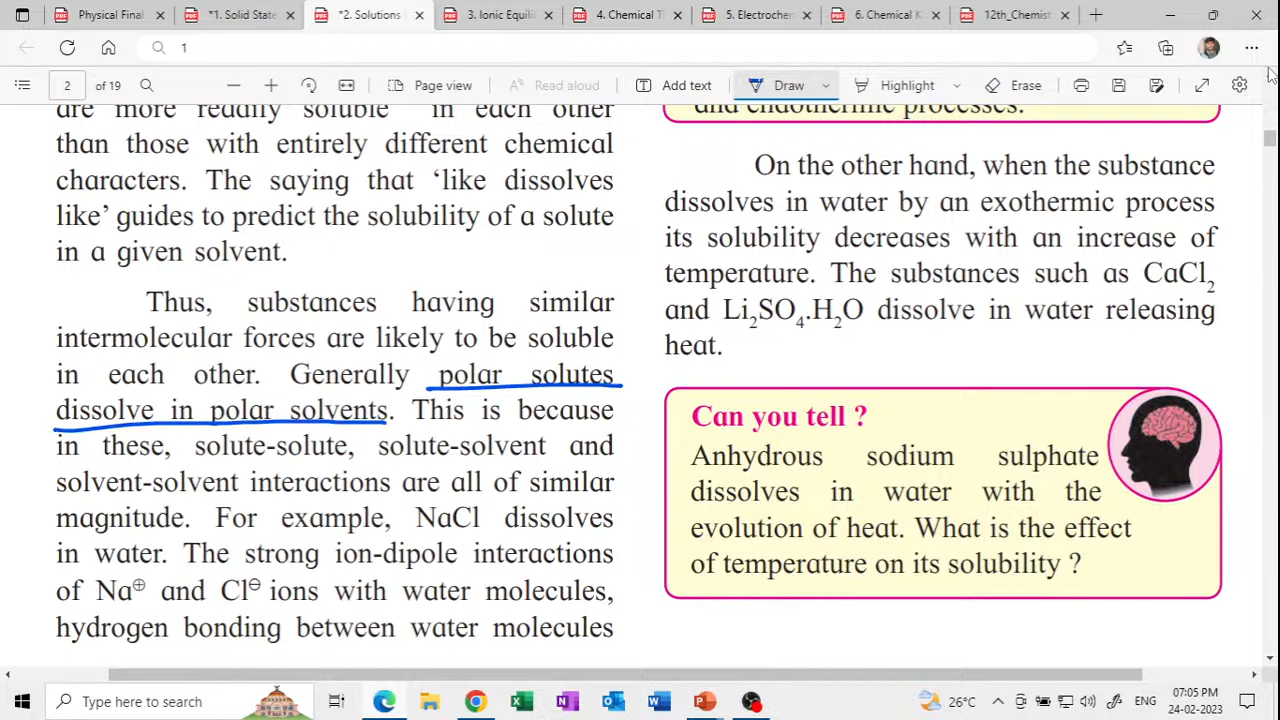 Physical Finan
*1. Solid State
*2. Solutions
3. Ionic Equili
4. Chemical T
5. Electrochem
6. Chemical K
12th_Chemist
1
2 of 19
Page view
Read aloud
Add text
Draw
Highlight
Erase
are more readily soluble in each other
than those with entirely different chemical
characters. The saying that ‘like dissolves
like’ guides to predict the solubility of a solute
in a given solvent.
Thus, substances having similar
intermolecular forces are likely to be soluble
in each other. Generally polar solutes
dissolve in polar solvents. This is because
in these, solute-solute, solute-solvent and
solvent-solvent interactions are all of similar
magnitude. For example, NaCl dissolves
in water. The strong ion-dipole interactions
of Na⊕ and Cl⊖ ions with water molecules,
hydrogen bonding between water molecules
and endothermic processes.
On the other hand, when the substance
dissolves in water by an exothermic process
its solubility decreases with an increase of
temperature. The substances such as CaCl₂
and Li₂SO₄.H₂O dissolve in water releasing
heat.
Can you tell ?
Anhydrous sodium sulphate
dissolves in water with the
evolution of heat. What is the effect
of temperature on its solubility ?
Type here to search
26°C
ENG
07:05 PM
24-02-2023